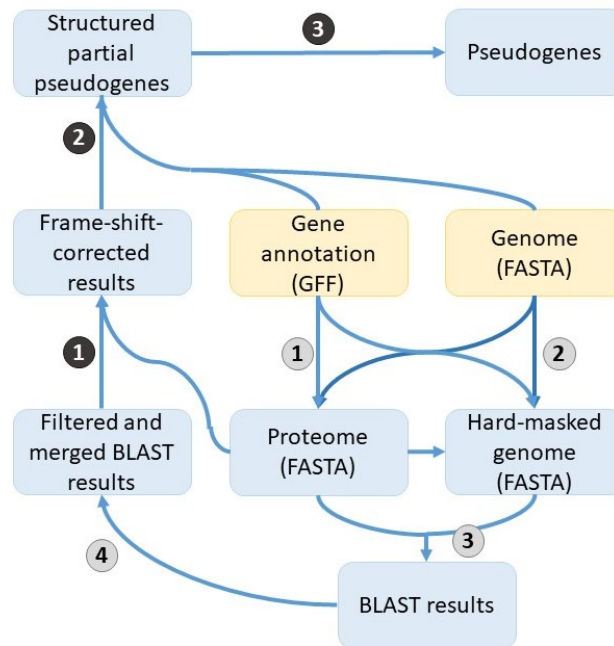 Structured
partial
pseudogenes
3
Pseudogenes
2
Frame-shift-
corrected
results
Gene
annotation
(GFF)
Genome
(FASTA)
1
1
2
Filtered and
merged BLAST
results
Proteome
(FASTA)
Hard-masked
genome
(FASTA)
4
3
BLAST results